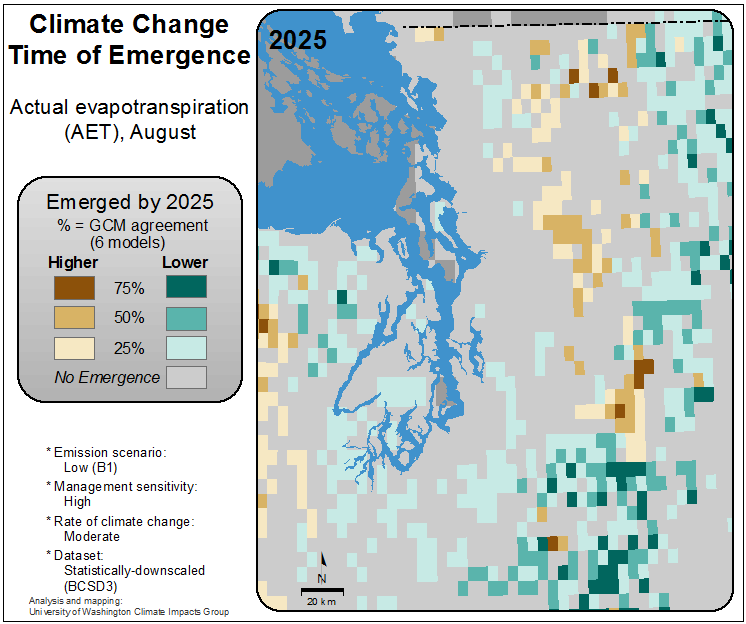 Climate Change
Time of Emergence
Actual evapotranspiration
(AET), August
Emerged by 2025
% = GCM agreement
(6 models)
Higher Lower
75%
50%
25%
No Emergence
* Emission scenario:
Low (B1)
* Management sensitivity:
High
* Rate of climate change:
Moderate
* Dataset:
Statistically-downscaled
(BCSD3)
Analysis and mapping:
University of Washington Climate Impacts Group
2025
N
20 km